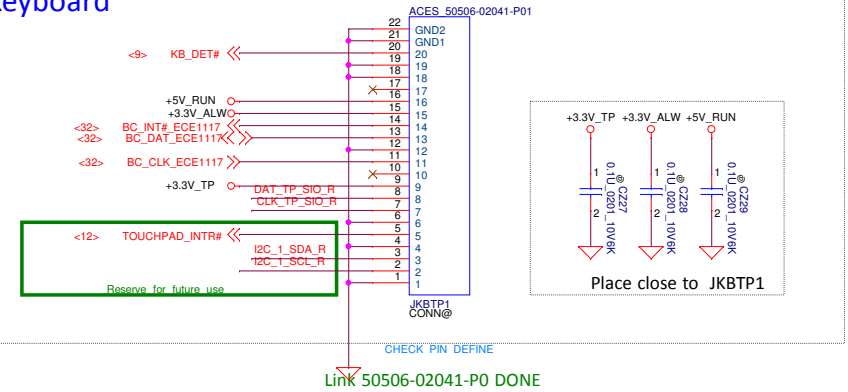 keyboard
ACES_50506-02041-P01
22 GND2
21 GND1
<9> KB_DET# 20 20
19 19
18 18
17 17
+5V_RUN 16 16
+3.3V_ALW 15 15
<32> BC_INT#_ECE1117 14 14
<32> BC_DAT_ECE1117 13 13
12 12
<32> BC_CLK_ECE1117 11 11
10 10
+3.3V_TP 9 9
DAT_TP_SIO_R 8 8
CLK_TP_SIO_R 7 7
6 6
<12> TOUCHPAD_INTR# 5 5
4 4
I2C_1_SDA_R 3 3
I2C_1_SCL_R 2 2
1 1
Reserve for future use
JKBTP1
CONN@
+3.3V_TP +3.3V_ALW +5V_RUN
1 1 1
2 2 2
@ CZ27
0.1U_0201_10V6K
@ CZ28
0.1U_0201_10V6K
@ CZ29
0.1U_0201_10V6K
Place close to JKBTP1
CHECK PIN DEFINE
Link 50506-02041-P0 DONE